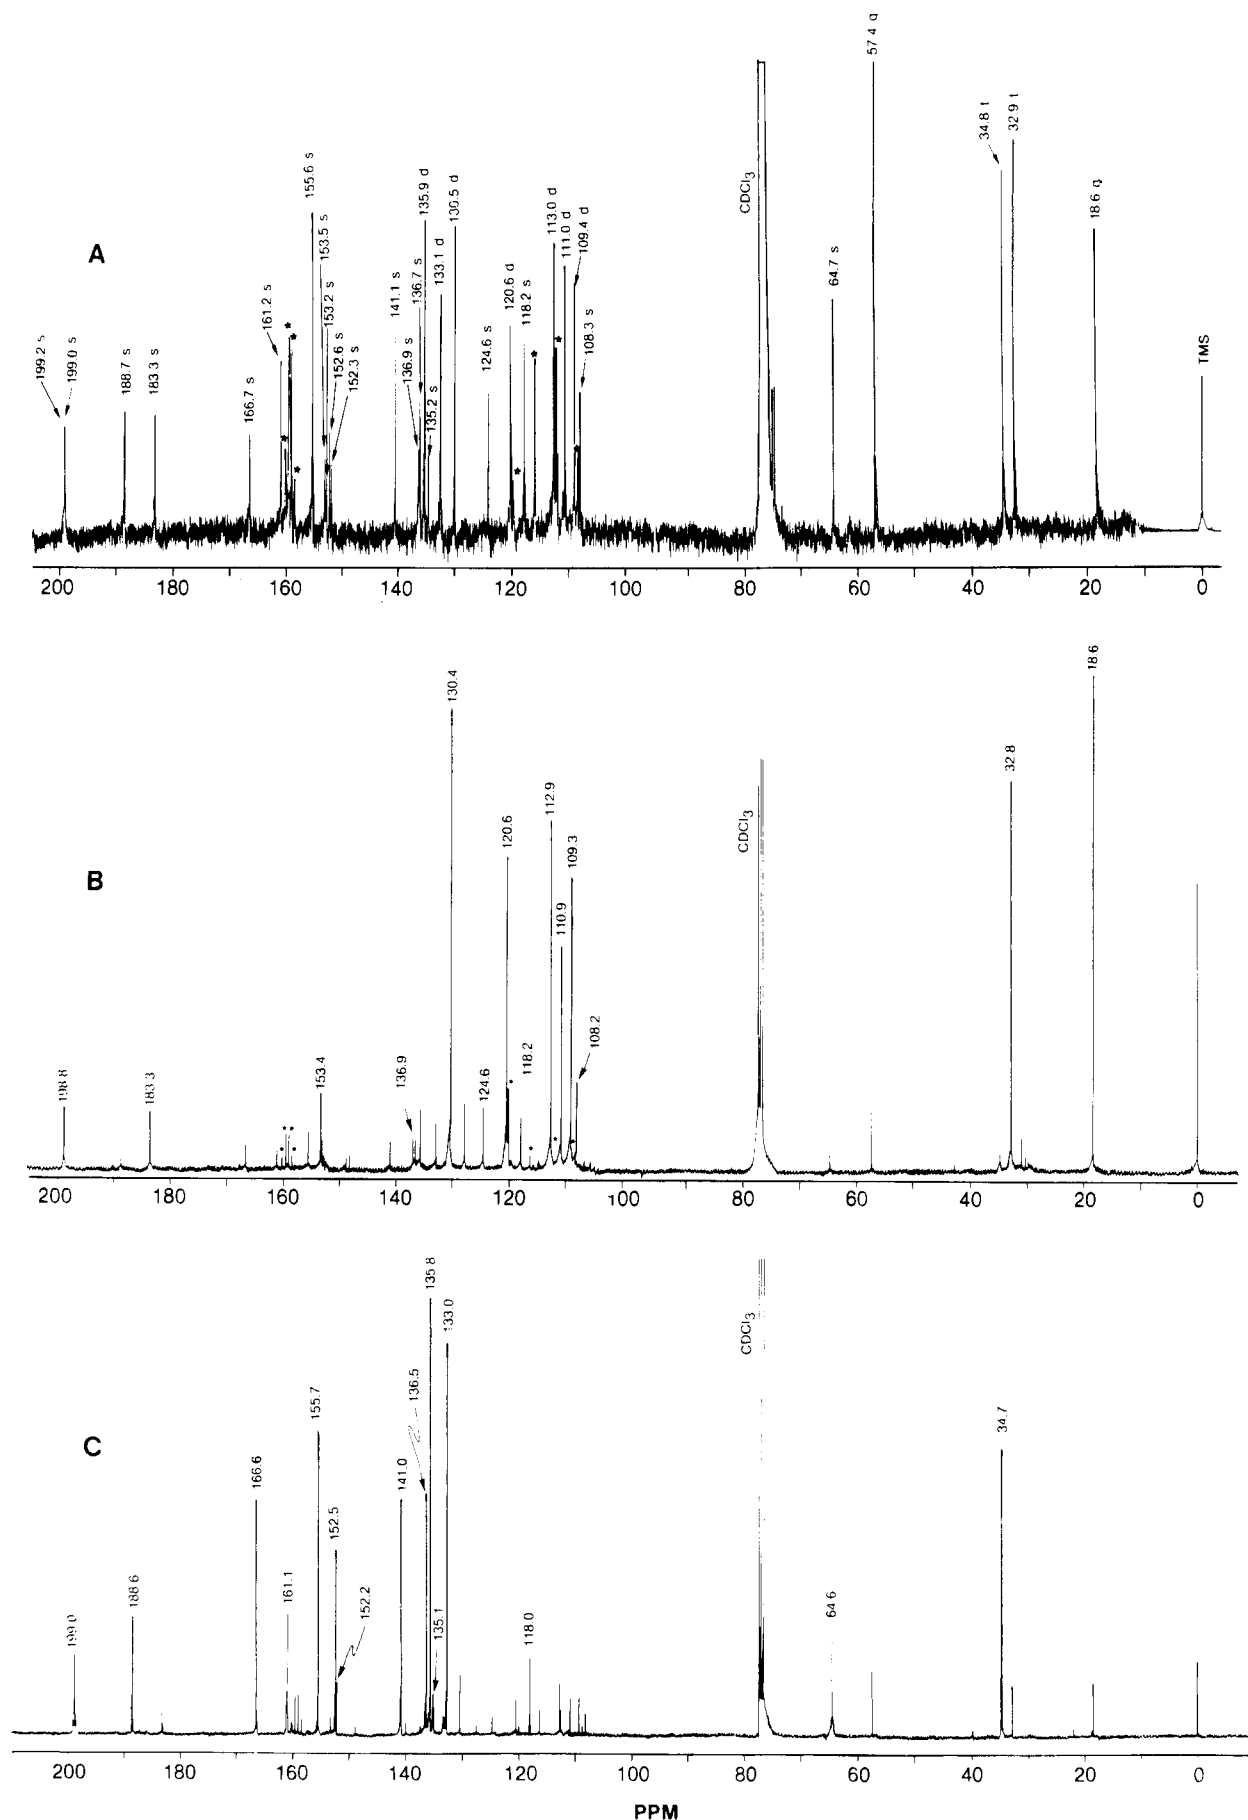 A
199.2 s
199.0 s
188.7 s
183.3 s
166.7 s
161.2 s
*
*
*
*
155.6 s
153.5 s
153.2 s
152.6 s
152.3 s
141.1 s
136.9 s
136.7 s
135.9 d
135.2 s
133.1 d
130.5 d
124.6 s
120.6 d
*
118.2 s
*
113.0 d
*
111.0 d
109.4 d
*
108.3 s
CDCl3
64.7 s
57.4 q
34.8 t
32.9 t
18.6 q
TMS
200 180 160 140 120 100 80 60 40 20 0
B
198.8
183.3
*
*
*
*
153.4
136.9
130.4
124.6
120.6
*
118.2
*
112.9
*
110.9
109.3
*
108.2
CDCl3
32.8
18.6
200 180 160 140 120 100 80 60 40 20 0
C
199.0
188.6
166.6
161.1
155.7
152.5
152.2
141.0
136.5
135.8
135.1
133.0
118.0
CDCl3
64.6
34.7
200 180 160 140 120 100 80 60 40 20 0
PPM